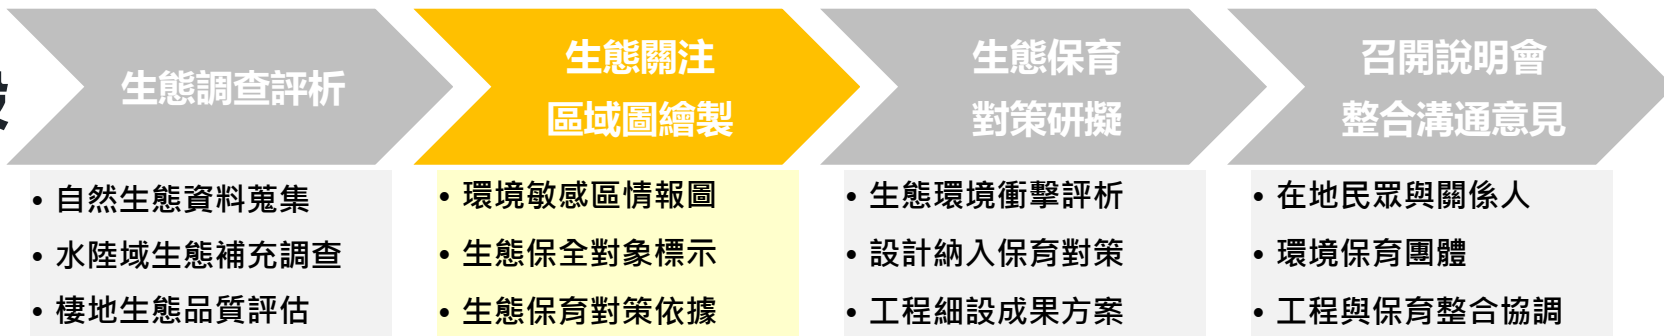 段
生態調查評析
• 自然生態資料蒐集
• 水陸域生態補充調查
• 棲地生態品質評估
生態關注
區域圖繪製
• 環境敏感區情報圖
• 生態保全對象標示
• 生態保育對策依據
生態保育
對策研擬
• 生態環境衝擊評析
• 設計納入保育對策
• 工程細設成果方案
召開說明會
整合溝通意見
• 在地民眾與關係人
• 環境保育團體
• 工程與保育整合協調